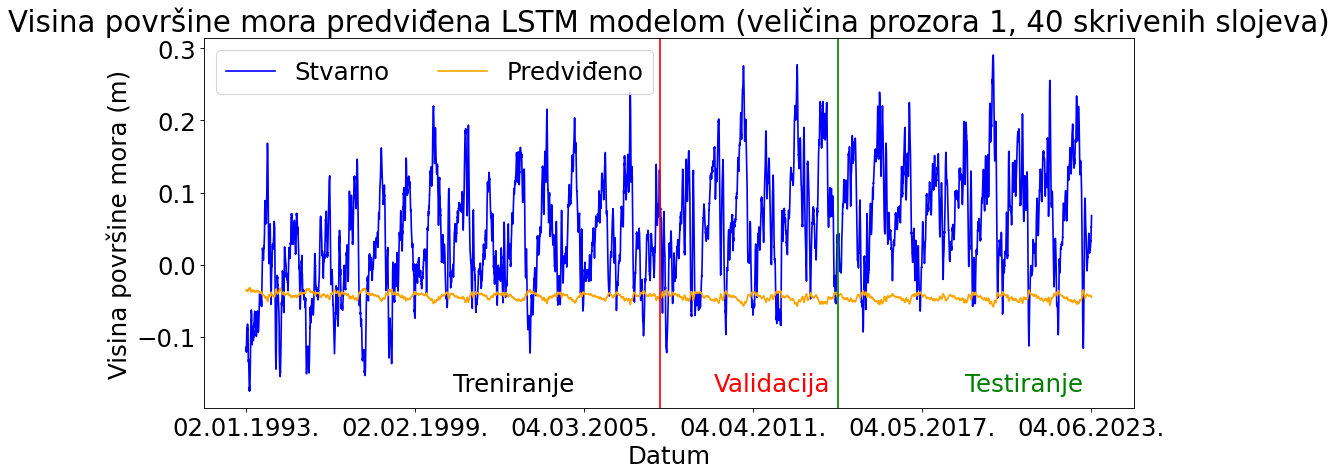 Visina površine mora predviđena LSTM modelom (veličina prozora 1, 40 skrivenih slojeva)
Stvarno
Predviđeno
Visina površine mora (m)
0.3
0.2
0.1
0.0
−0.1
Treniranje
Validacija
Testiranje
02.01.1993.
02.02.1999.
04.03.2005.
04.04.2011.
04.05.2017.
04.06.2023.
Datum